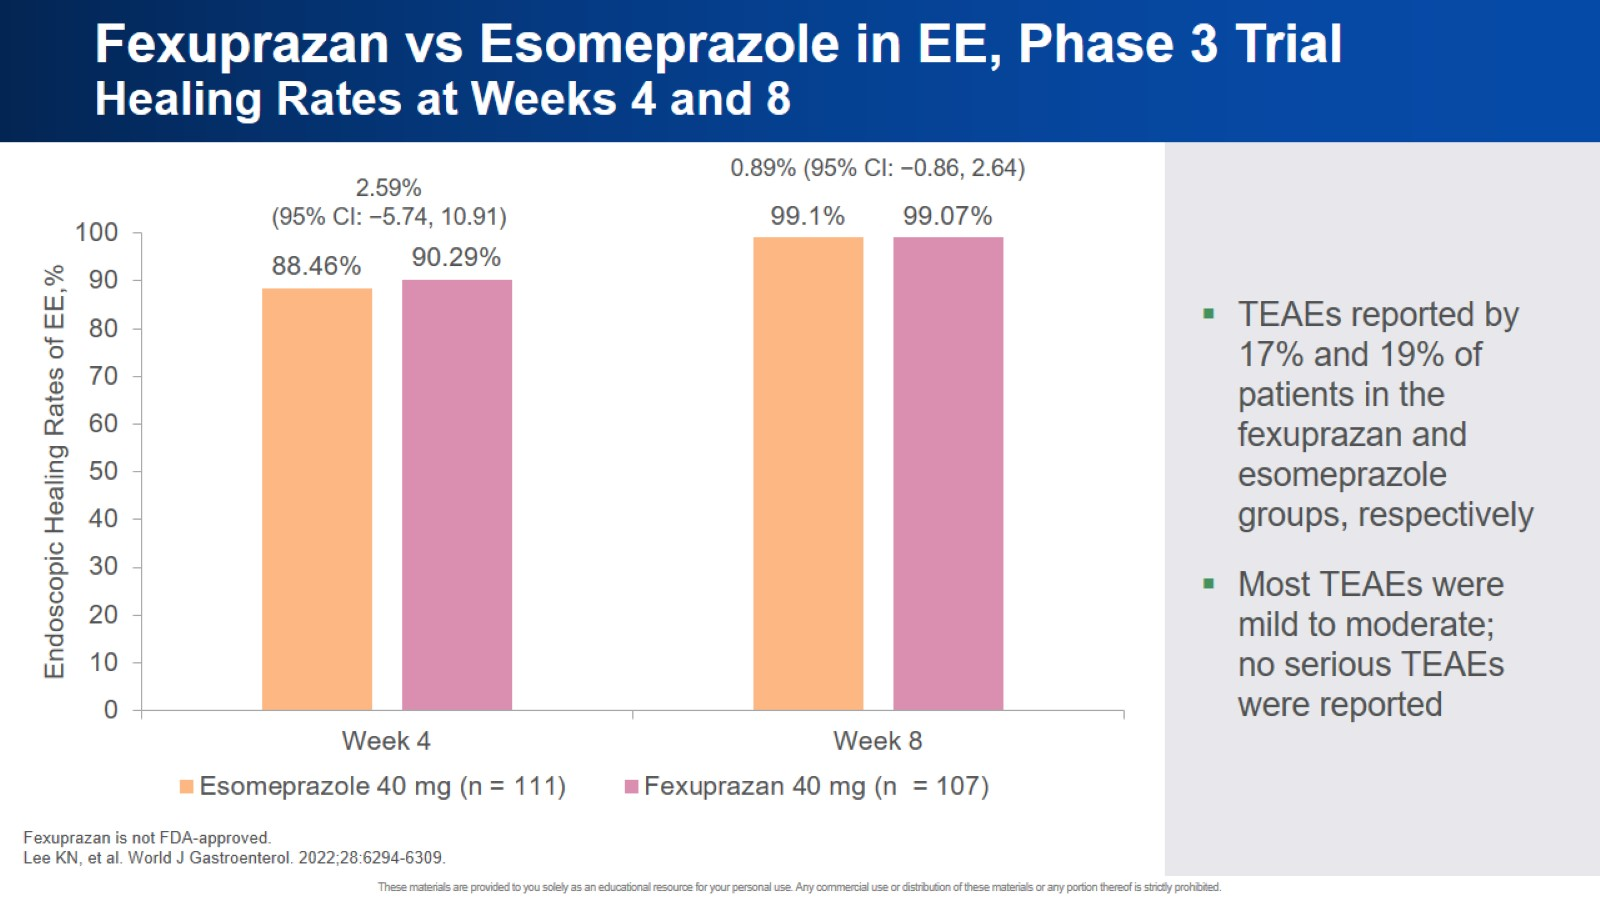 Fexuprazan vs Esomeprazole in EE, Phase 3 Trial
Healing Rates at Weeks 4 and 8
2.59%
(95% CI: −5.74, 10.91)
0.89% (95% CI: −0.86, 2.64)
88.46%
90.29%
99.1%
99.07%
Endoscopic Healing Rates of EE,%
100
90
80
70
60
50
40
30
20
10
0
Week 4
Week 8
Esomeprazole 40 mg (n = 111)
Fexuprazan 40 mg (n  = 107)
▪ TEAEs reported by
17% and 19% of
patients in the
fexuprazan and
esomeprazole
groups, respectively
▪ Most TEAEs were
mild to moderate;
no serious TEAEs
were reported
Fexuprazan is not FDA-approved.
Lee KN, et al. World J Gastroenterol. 2022;28:6294-6309.
These materials are provided to you solely as an educational resource for your personal use. Any commercial use or distribution of these materials or any portion thereof is strictly prohibited.